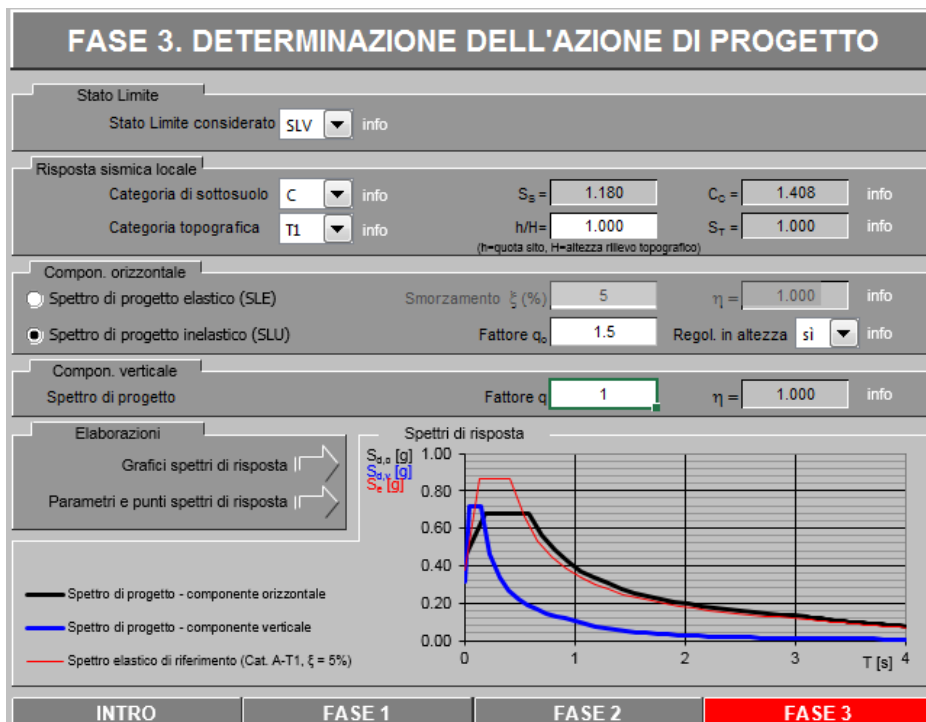 FASE 3. DETERMINAZIONE DELL'AZIONE DI PROGETTO
Stato Limite
Stato Limite considerato SLV info
Risposta sismica locale
Categoria di sottosuolo C info SS = 1.180 CC = 1.408 info
Categoria topografica T1 info h/H= 1.000 ST = 1.000
(h=quota sito, H=altezza rilievo topografico)
Compon. orizzontale
Spettro di progetto elastico (SLE) Smorzamento ξ (%) 5 η = 1.000 info
Spettro di progetto inelastico (SLU) Fattore qo 1.5 Regol. in altezza sì info
Compon. verticale
Spettro di progetto Fattore q 1 η = 1.000 info
Elaborazioni
Grafici spettri di risposta
Parametri e punti spettri di risposta
Spettri di risposta
Sd,o [g]
Sd,v [g]
Se [g]
1.00
0.80
0.60
0.40
0.20
0.00
0 1 2 3 T [s] 4
Spettro di progetto - componente orizzontale
Spettro di progetto - componente verticale
Spettro elastico di riferimento (Cat. A-T1, ξ = 5%)
INTRO FASE 1 FASE 2 FASE 3